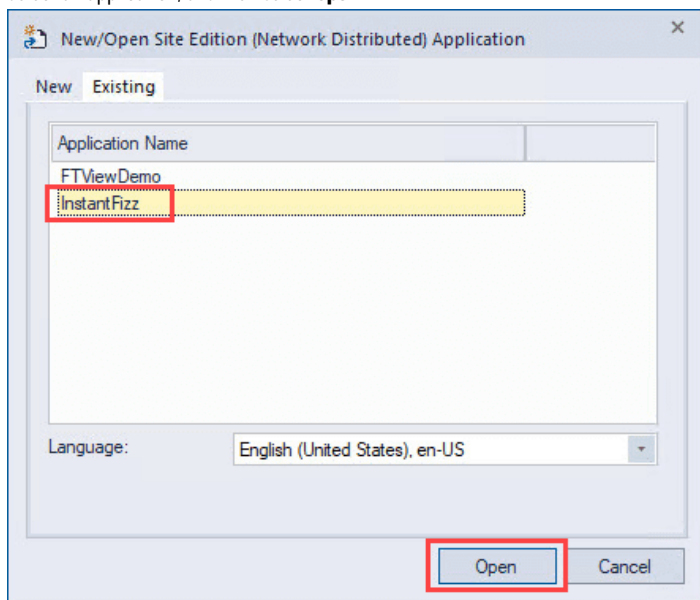 New/Open Site Edition (Network Distributed) Application
New Existing
Application Name
FTViewDemo
InstantFizz
Language: English (United States), en-US
Open Cancel